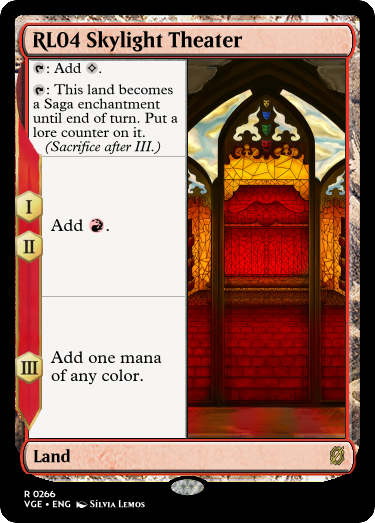 RL04 Skylight Theater
: Add .
: This land becomes
a Saga enchantment
until end of turn. Put a
lore counter on it.
(Sacrifice after III.)
I
II
Add .
III
Add one mana
of any color.
Land
R 0266
VGE • ENG Silvia Lemos